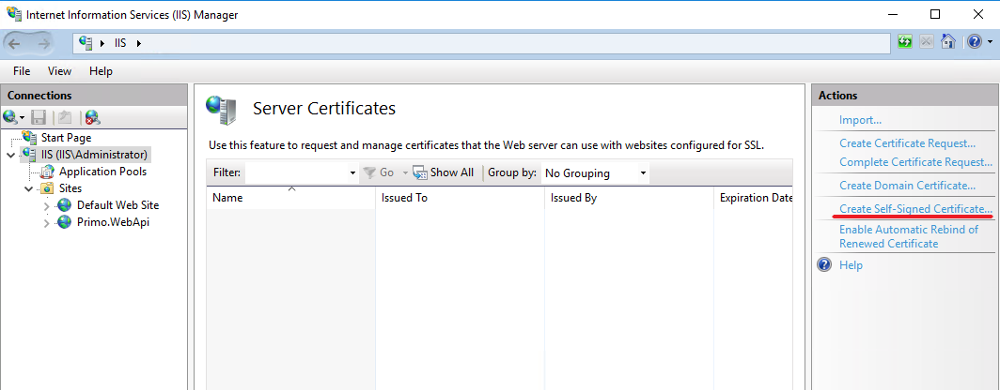 Internet Information Services (IIS) Manager
IIS
File View Help
Connections
Start Page
IIS (IIS\Administrator)
Application Pools
Sites
Default Web Site
Primo.WebApi
Server Certificates
Use this feature to request and manage certificates that the Web server can use with websites configured for SSL.
Filter: Go Show All Group by: No Grouping
Name Issued To Issued By Expiration Date
Actions
Import...
Create Certificate Request...
Complete Certificate Request...
Create Domain Certificate...
Create Self-Signed Certificate...
Enable Automatic Rebind of
Renewed Certificate
Help